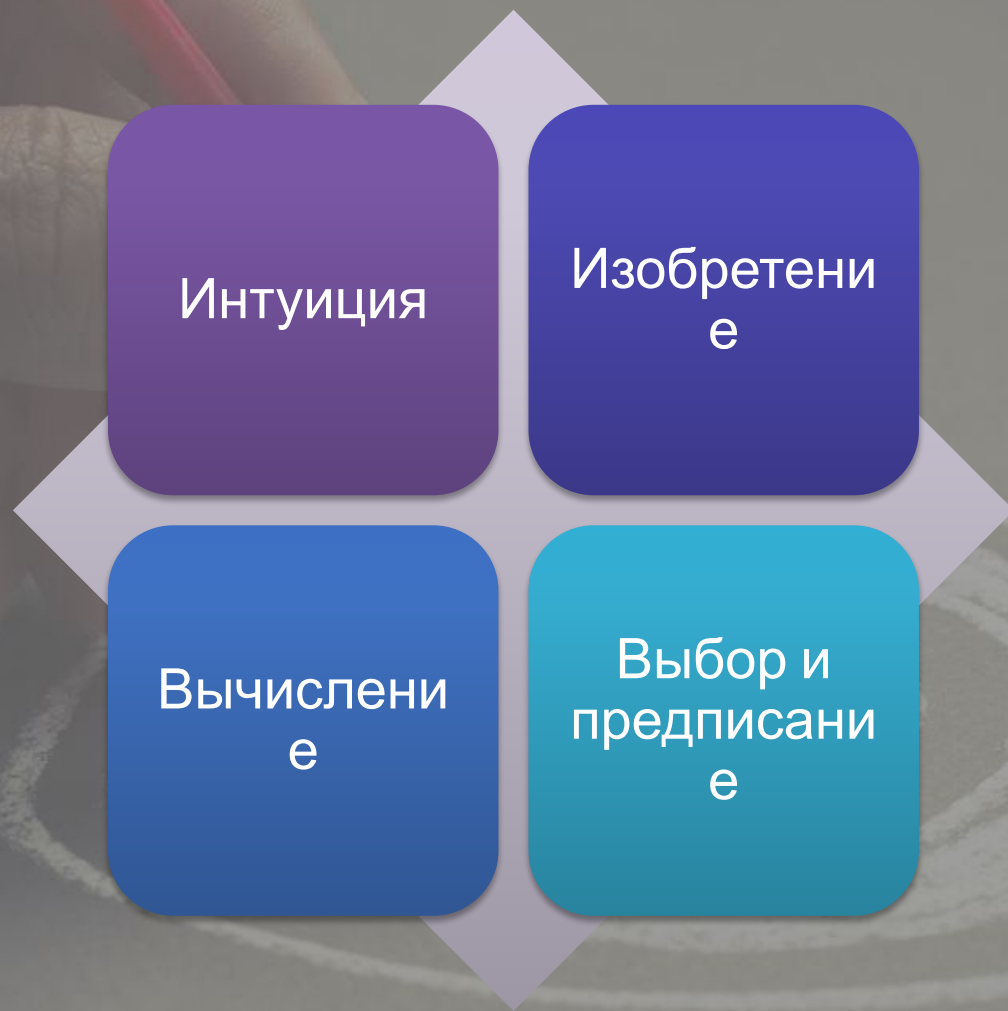 Интуиция
Изобретени
е
Вычислени
е
Выбор и
предписани
е